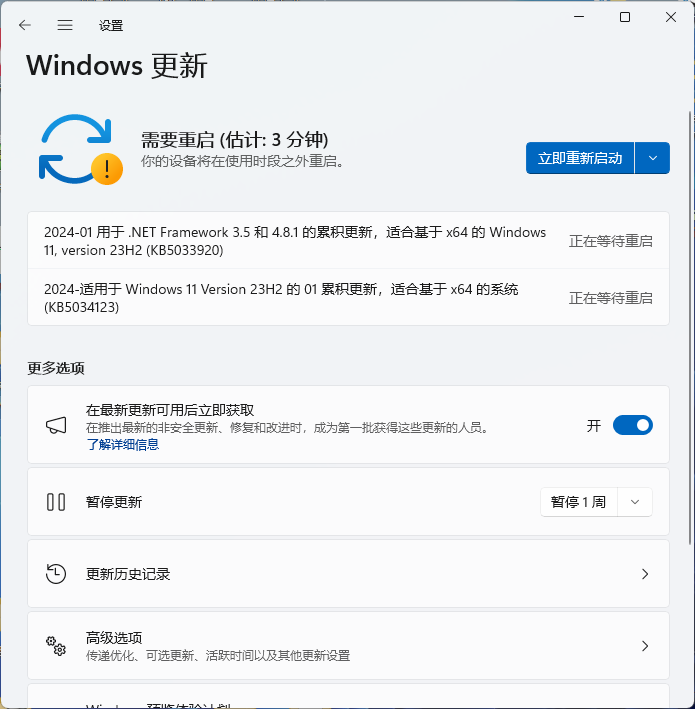 设置
Windows 更新
需要重启 (估计: 3 分钟)
你的设备将在使用时段之外重启。
立即重新启动
2024-01 用于 .NET Framework 3.5 和 4.8.1 的累积更新，适合基于 x64 的 Windows
11, version 23H2 (KB5033920)
正在等待重启
2024-适用于 Windows 11 Version 23H2 的 01 累积更新，适合基于 x64 的系统
(KB5034123)
正在等待重启
更多选项
在最新更新可用后立即获取
在推出最新的非安全更新、修复和改进时，成为第一批获得这些更新的人员。
了解详细信息
开
暂停更新
暂停 1 周
更新历史记录
高级选项
传递优化、可选更新、活跃时间以及其他更新设置
Windows 预览体验计划